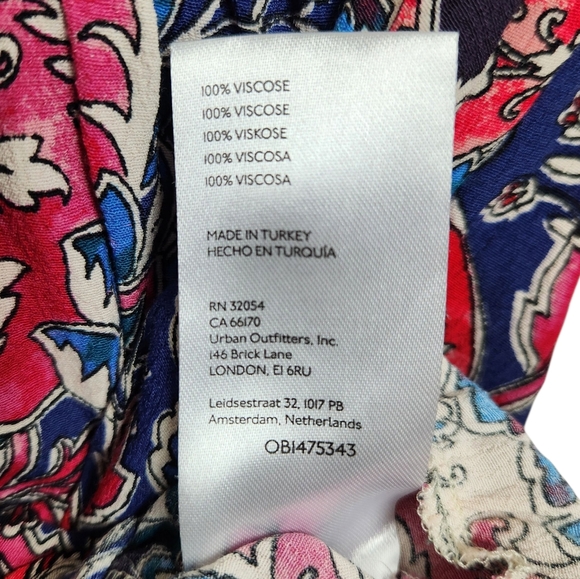 100% VISCOSE
100% VISCOSE
100% VISKOSE
100% VISCOSA
100% VISCOSA
MADE IN TURKEY
HECHO EN TURQUÍA
RN 32054
CA 66170
Urban Outfitters, Inc.
146 Brick Lane
LONDON, E1 6RU
Leidsestraat 32, 1017 PB
Amsterdam, Netherlands
OB1475343